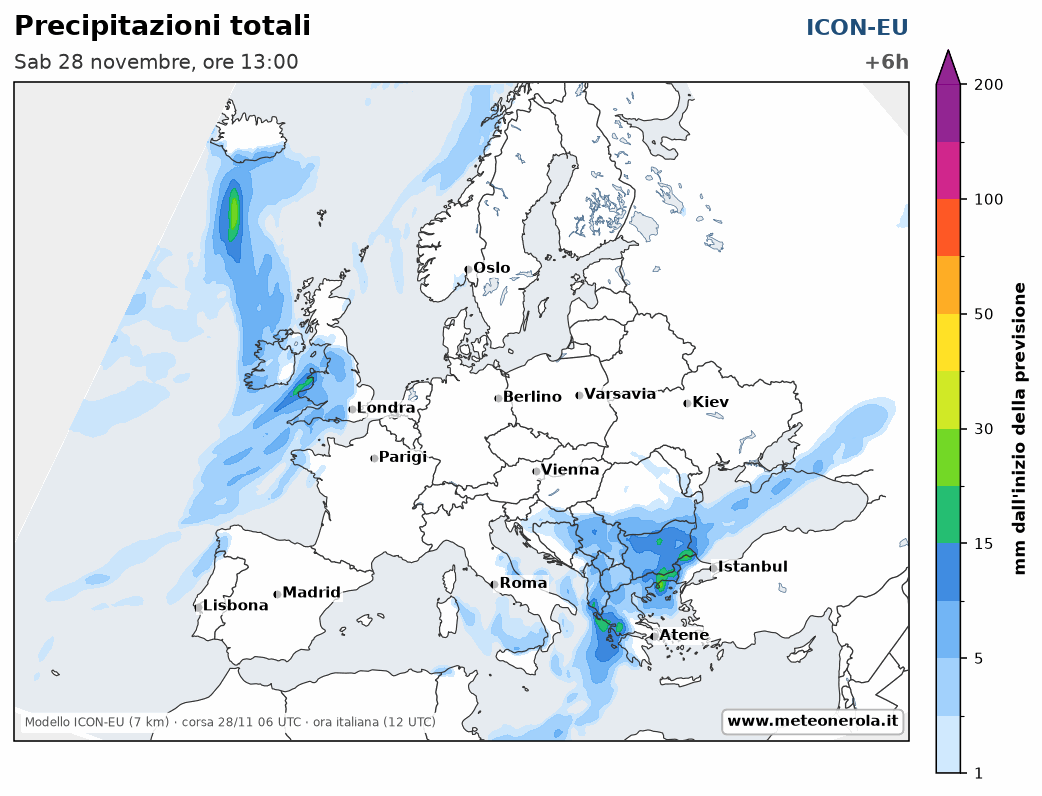 Precipitazioni totali
ICON-EU
Sab 28 novembre, ore 13:00
+6h
200
100
50
30
15
5
1
mm dall'inizio della previsione
Oslo
Berlino
Varsavia
Kiev
Londra
Parigi
Vienna
Istanbul
Roma
Madrid
Lisbona
Atene
Modello ICON-EU (7 km) · corsa 28/11 06 UTC · ora italiana (12 UTC)
www.meteonerola.it